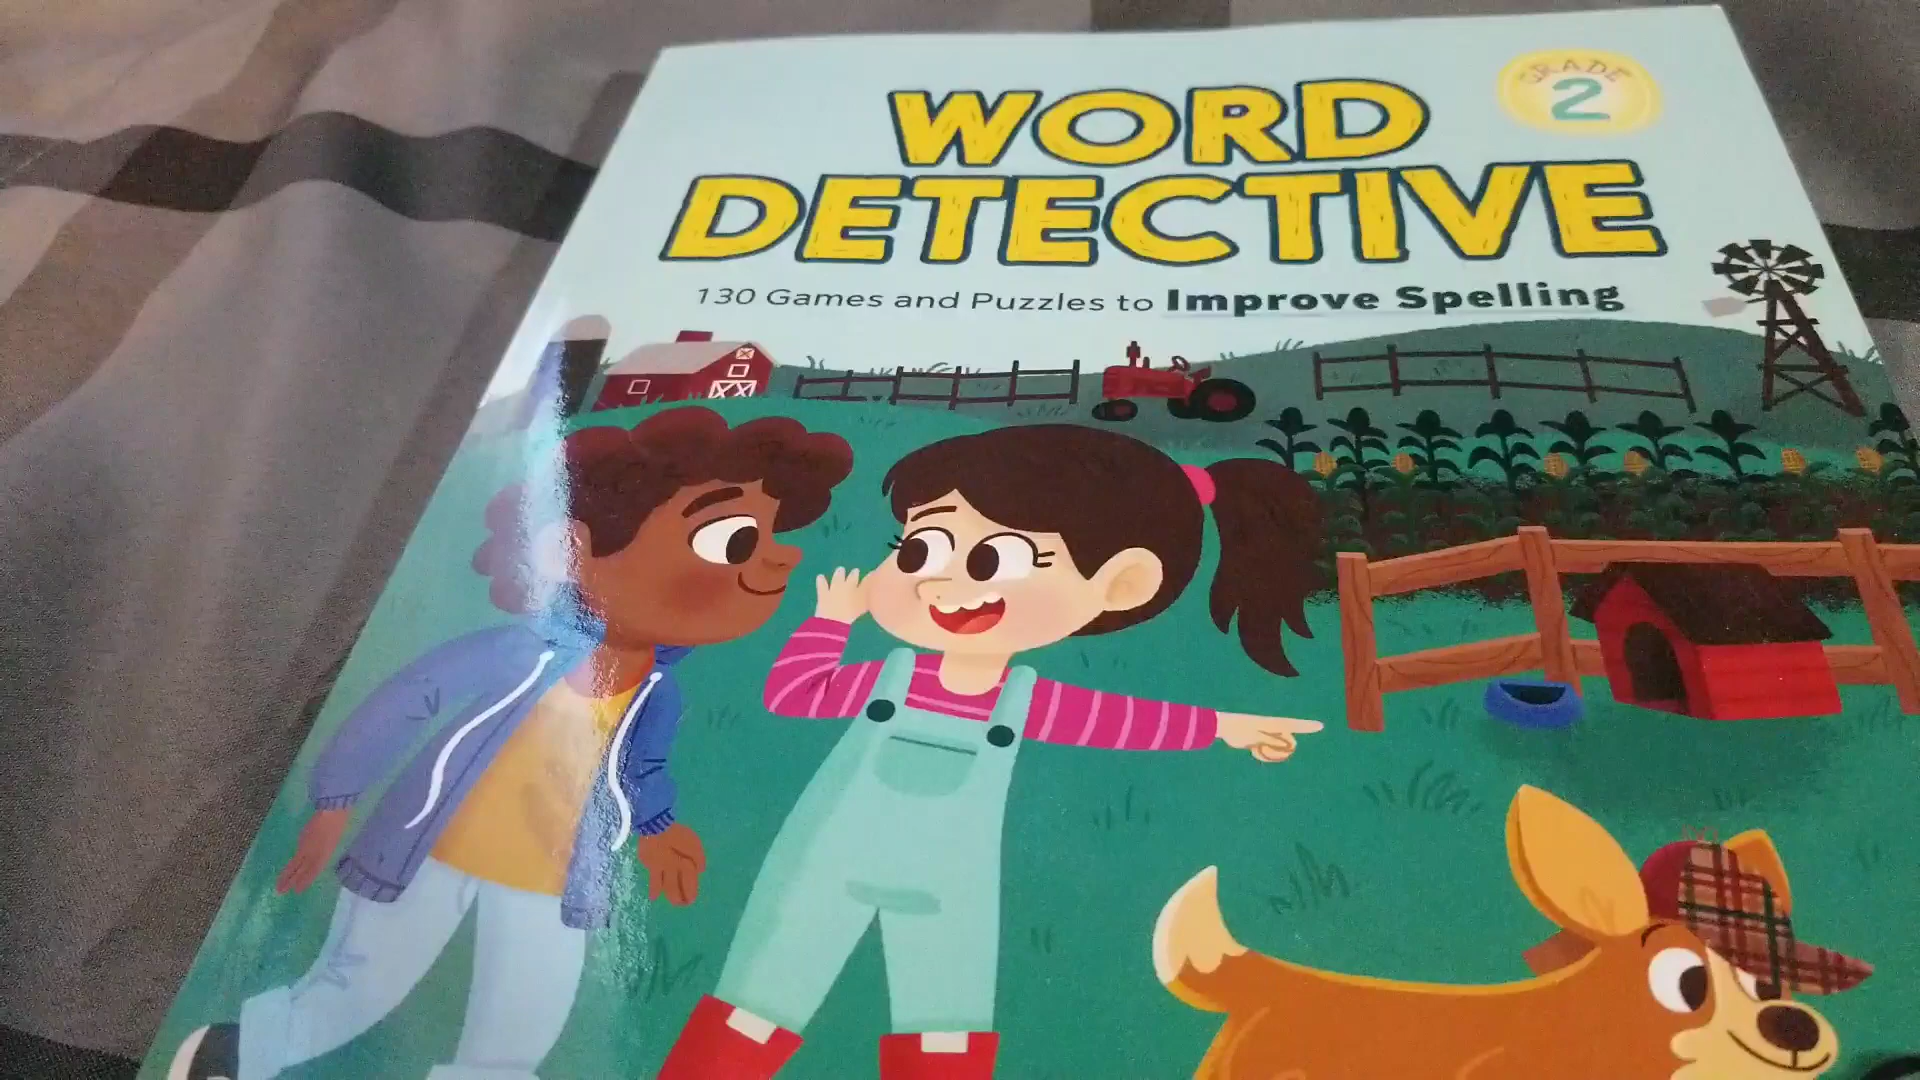 GRADE
2
WORD
DETECTIVE
130 Games and Puzzles to Improve Spelling